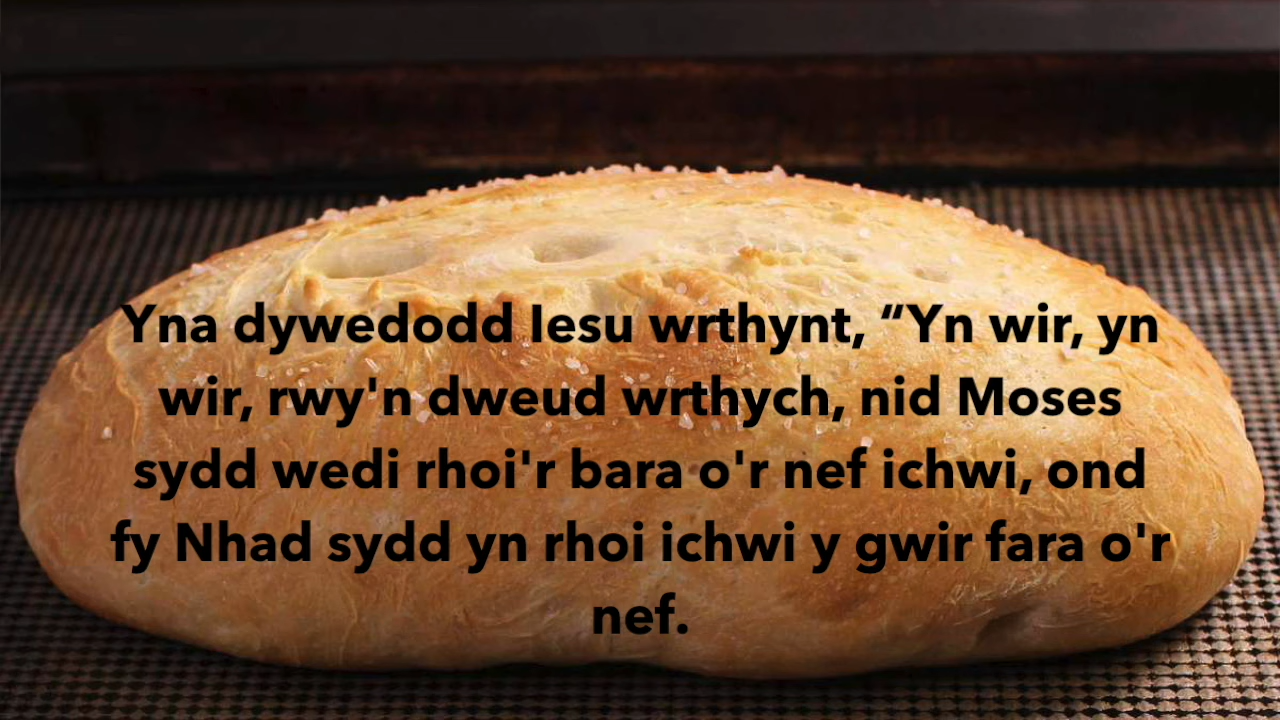 Yna dywedodd Iesu wrthynt, “Yn wir, yn
wir, rwy'n dweud wrthych, nid Moses
sydd wedi rhoi'r bara o'r nef ichwi, ond
fy Nhad sydd yn rhoi ichwi y gwir fara o'r
nef.